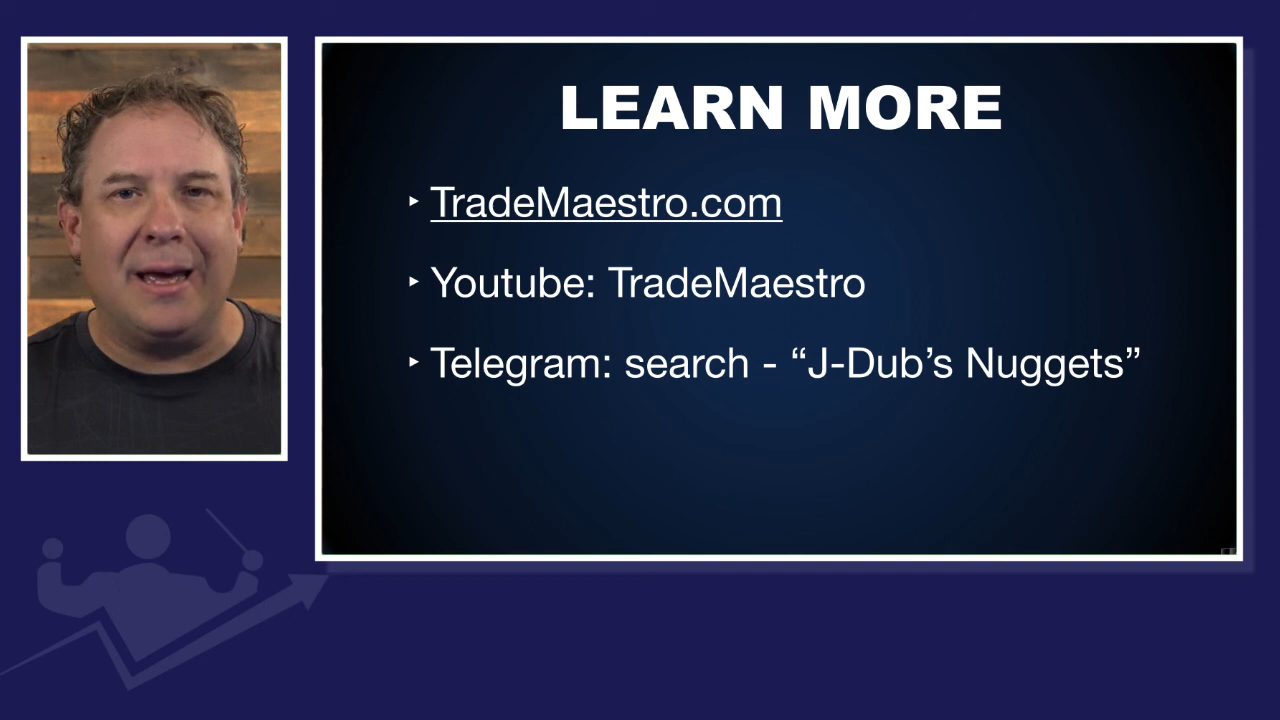 LEARN MORE
‣ TradeMaestro.com
‣ Youtube: TradeMaestro
‣ Telegram: search - “J-Dub’s Nuggets”